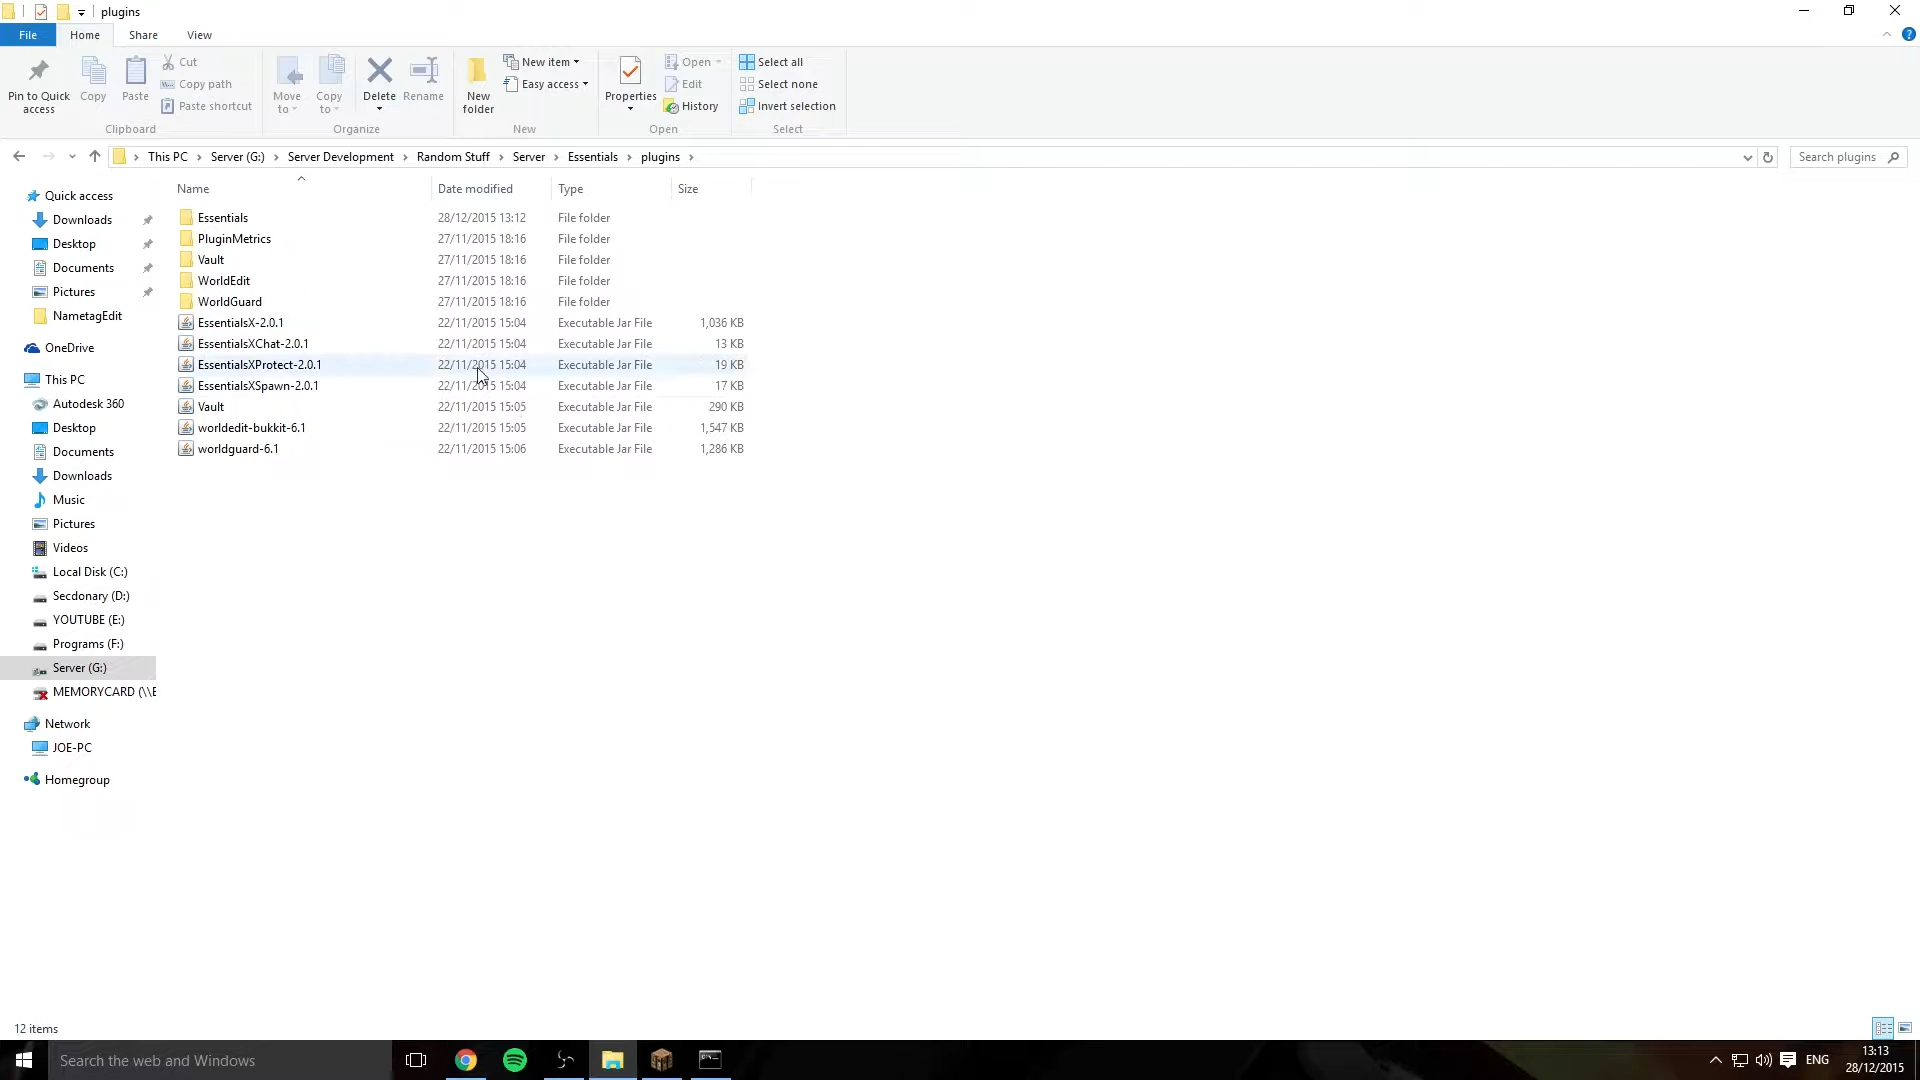 plugins
File Home Share View
Pin to Quick access
Copy
Paste
Cut
Copy path
Paste shortcut
Clipboard
Move to
Copy to
Delete
Rename
Organize
New folder
New item
Easy access
New
Properties
Open
Edit
History
Open
Select all
Select none
Invert selection
Select
This PC > Server (G:) > Server Development > Random Stuff > Server > Essentials > plugins >
Search plugins
Name Date modified Type Size
Essentials 28/12/2015 13:12 File folder
PluginMetrics 27/11/2015 18:16 File folder
Vault 27/11/2015 18:16 File folder
WorldEdit 27/11/2015 18:16 File folder
WorldGuard 27/11/2015 18:16 File folder
EssentialsX-2.0.1 22/11/2015 15:04 Executable Jar File 1,036 KB
EssentialsXChat-2.0.1 22/11/2015 15:04 Executable Jar File 13 KB
EssentialsXProtect-2.0.1 22/11/2015 15:04 Executable Jar File 19 KB
EssentialsXSpawn-2.0.1 22/11/2015 15:04 Executable Jar File 17 KB
Vault 22/11/2015 15:05 Executable Jar File 290 KB
worldedit-bukkit-6.1 22/11/2015 15:05 Executable Jar File 1,547 KB
worldguard-6.1 22/11/2015 15:06 Executable Jar File 1,286 KB
Quick access
Downloads
Desktop
Documents
Pictures
NametagEdit
OneDrive
This PC
Autodesk 360
Desktop
Documents
Downloads
Music
Pictures
Videos
Local Disk (C:)
Secdonary (D:)
YOUTUBE (E:)
Programs (F:)
Server (G:)
MEMORYCARD (\\E
Network
JOE-PC
Homegroup
12 items
Search the web and Windows
ENG
13:13
28/12/2015